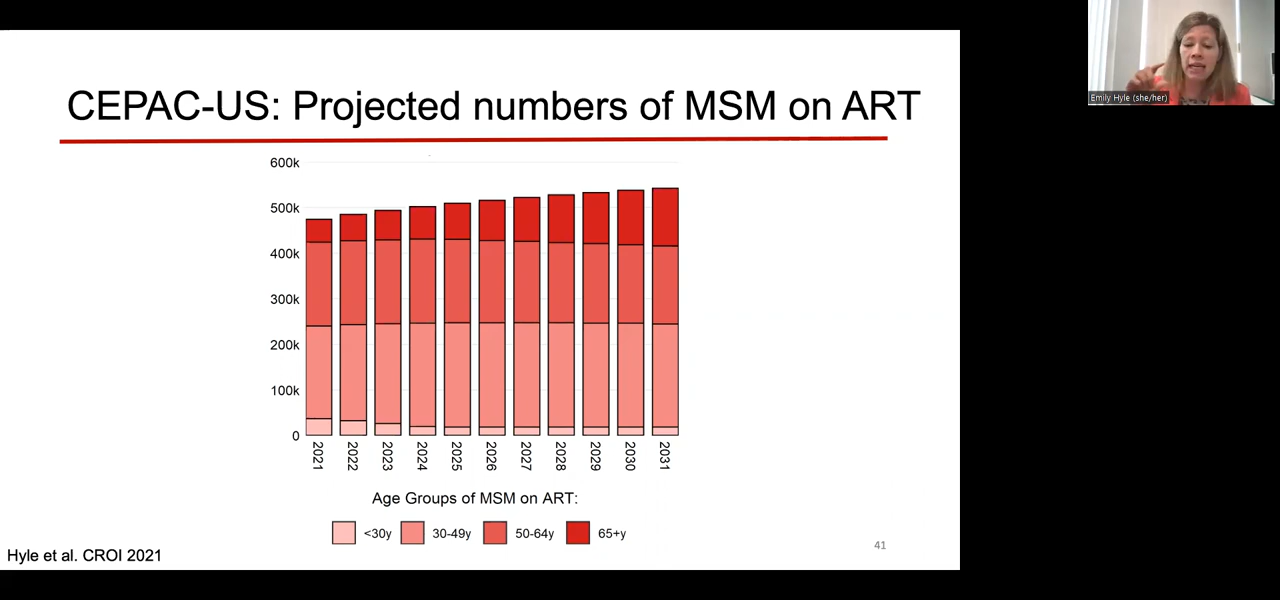 CEPAC-US: Projected numbers of MSM on ART
600k
500k
400k
300k
200k
100k
0
2021 2022 2023 2024 2025 2026 2027 2028 2029 2030 2031
Age Groups of MSM on ART:
<30y 30-49y 50-64y 65+y
Hyle et al. CROI 2021
41
Emily Hyle (she/her)